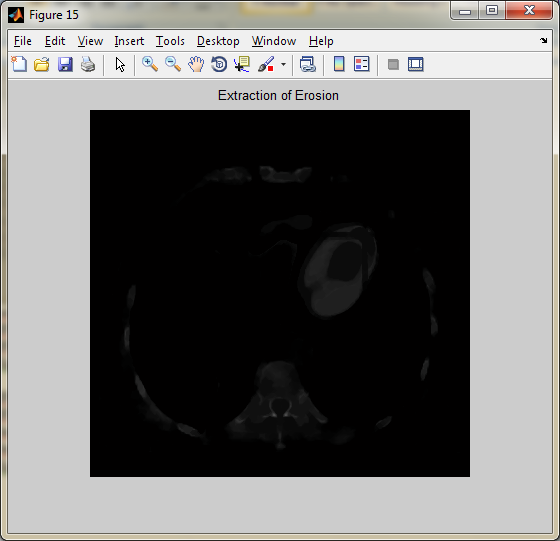 Figure 15
File Edit View Insert Tools Desktop Window Help
Extraction of Erosion